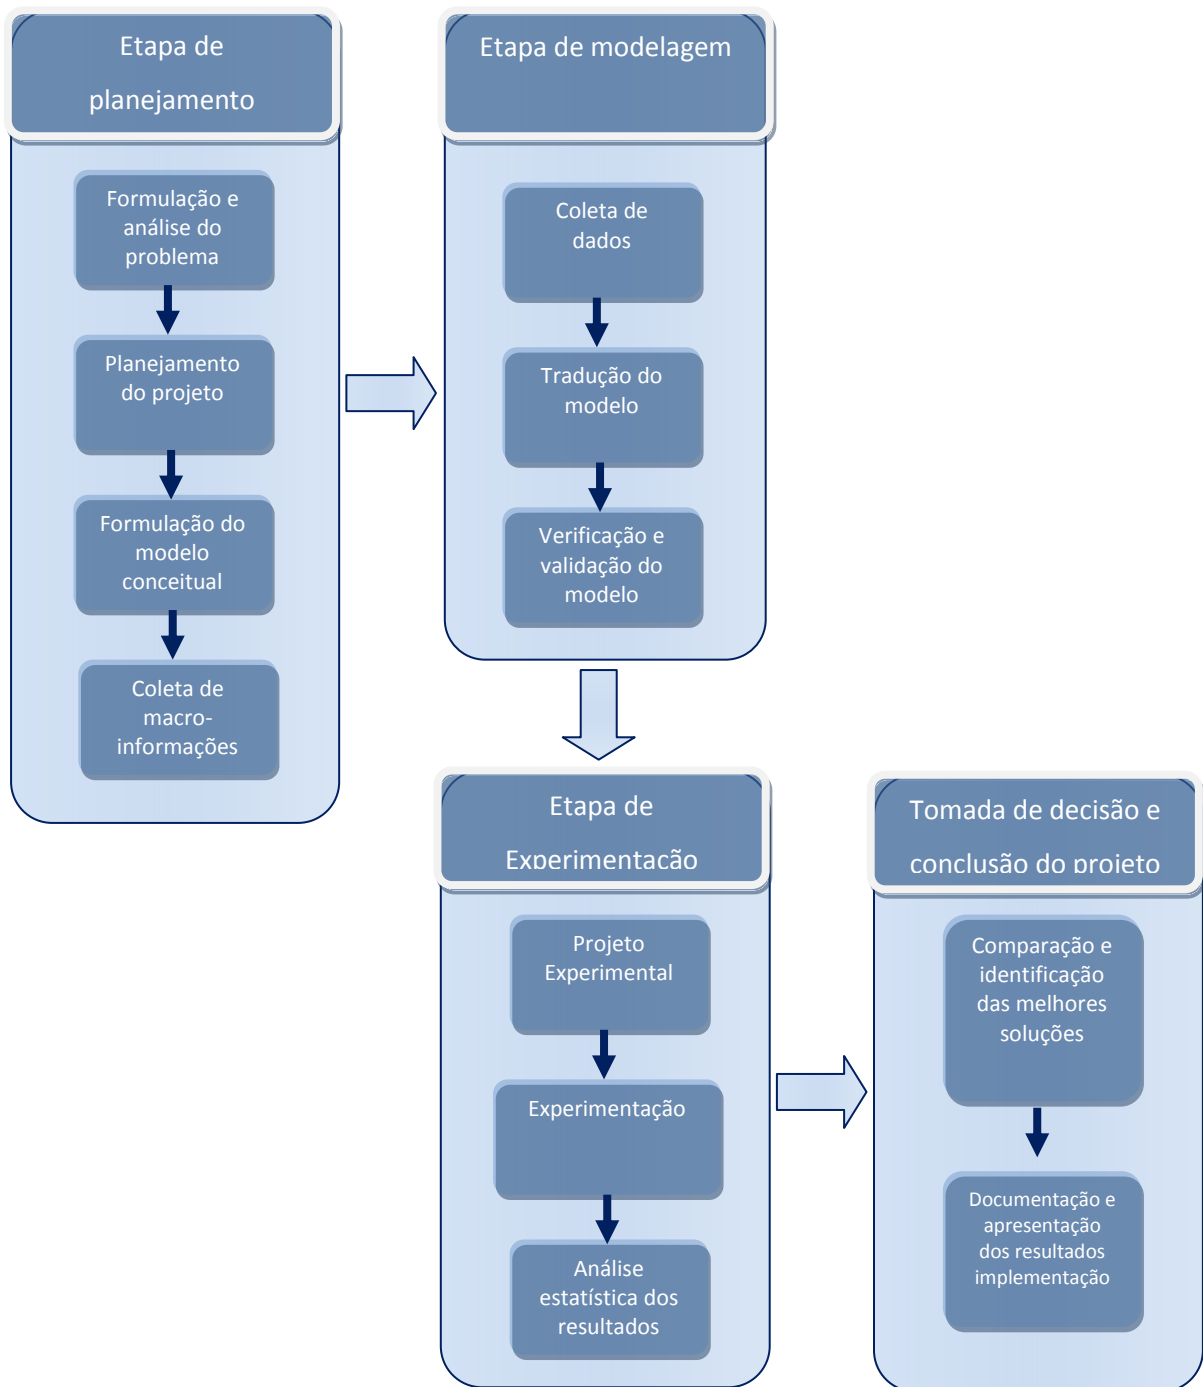 Etapa de
planejamento
Formulação e
análise do
problema
Planejamento
do projeto
Formulação do
modelo
conceitual
Coleta de
macro-
informações
Etapa de modelagem
Coleta de
dados
Tradução do
modelo
Verificação e
validação do
modelo
Etapa de
Experimentação
Projeto
Experimental
Experimentação
Análise
estatística dos
resultados
Tomada de decisão e
conclusão do projeto
Comparação e
identificação
das melhores
soluções
Documentação e
apresentação
dos resultados
implementação